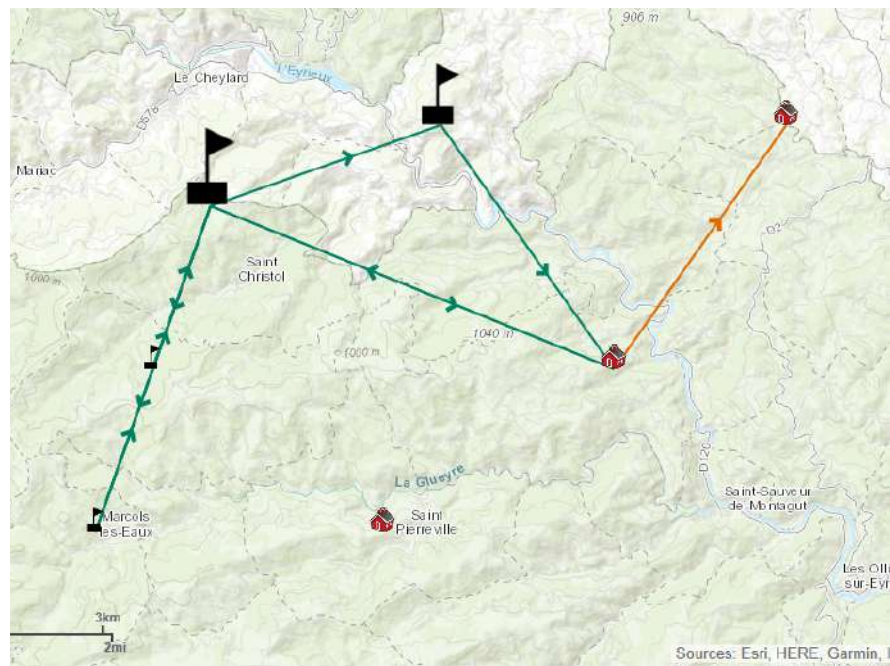 906 m
L'Eyrieux
Le Cheylard
D578
Mariac
D2
Saint
Christol
1000 m
1040 m
1000 m
D120
La Glueyre
Saint-Sauveur
de-Montagut
Marcols
les-Eaux
Saint
Pierreville
Les Olli
sur-Eyr
3km
2mi
Sources: Esri, HERE, Garmin,